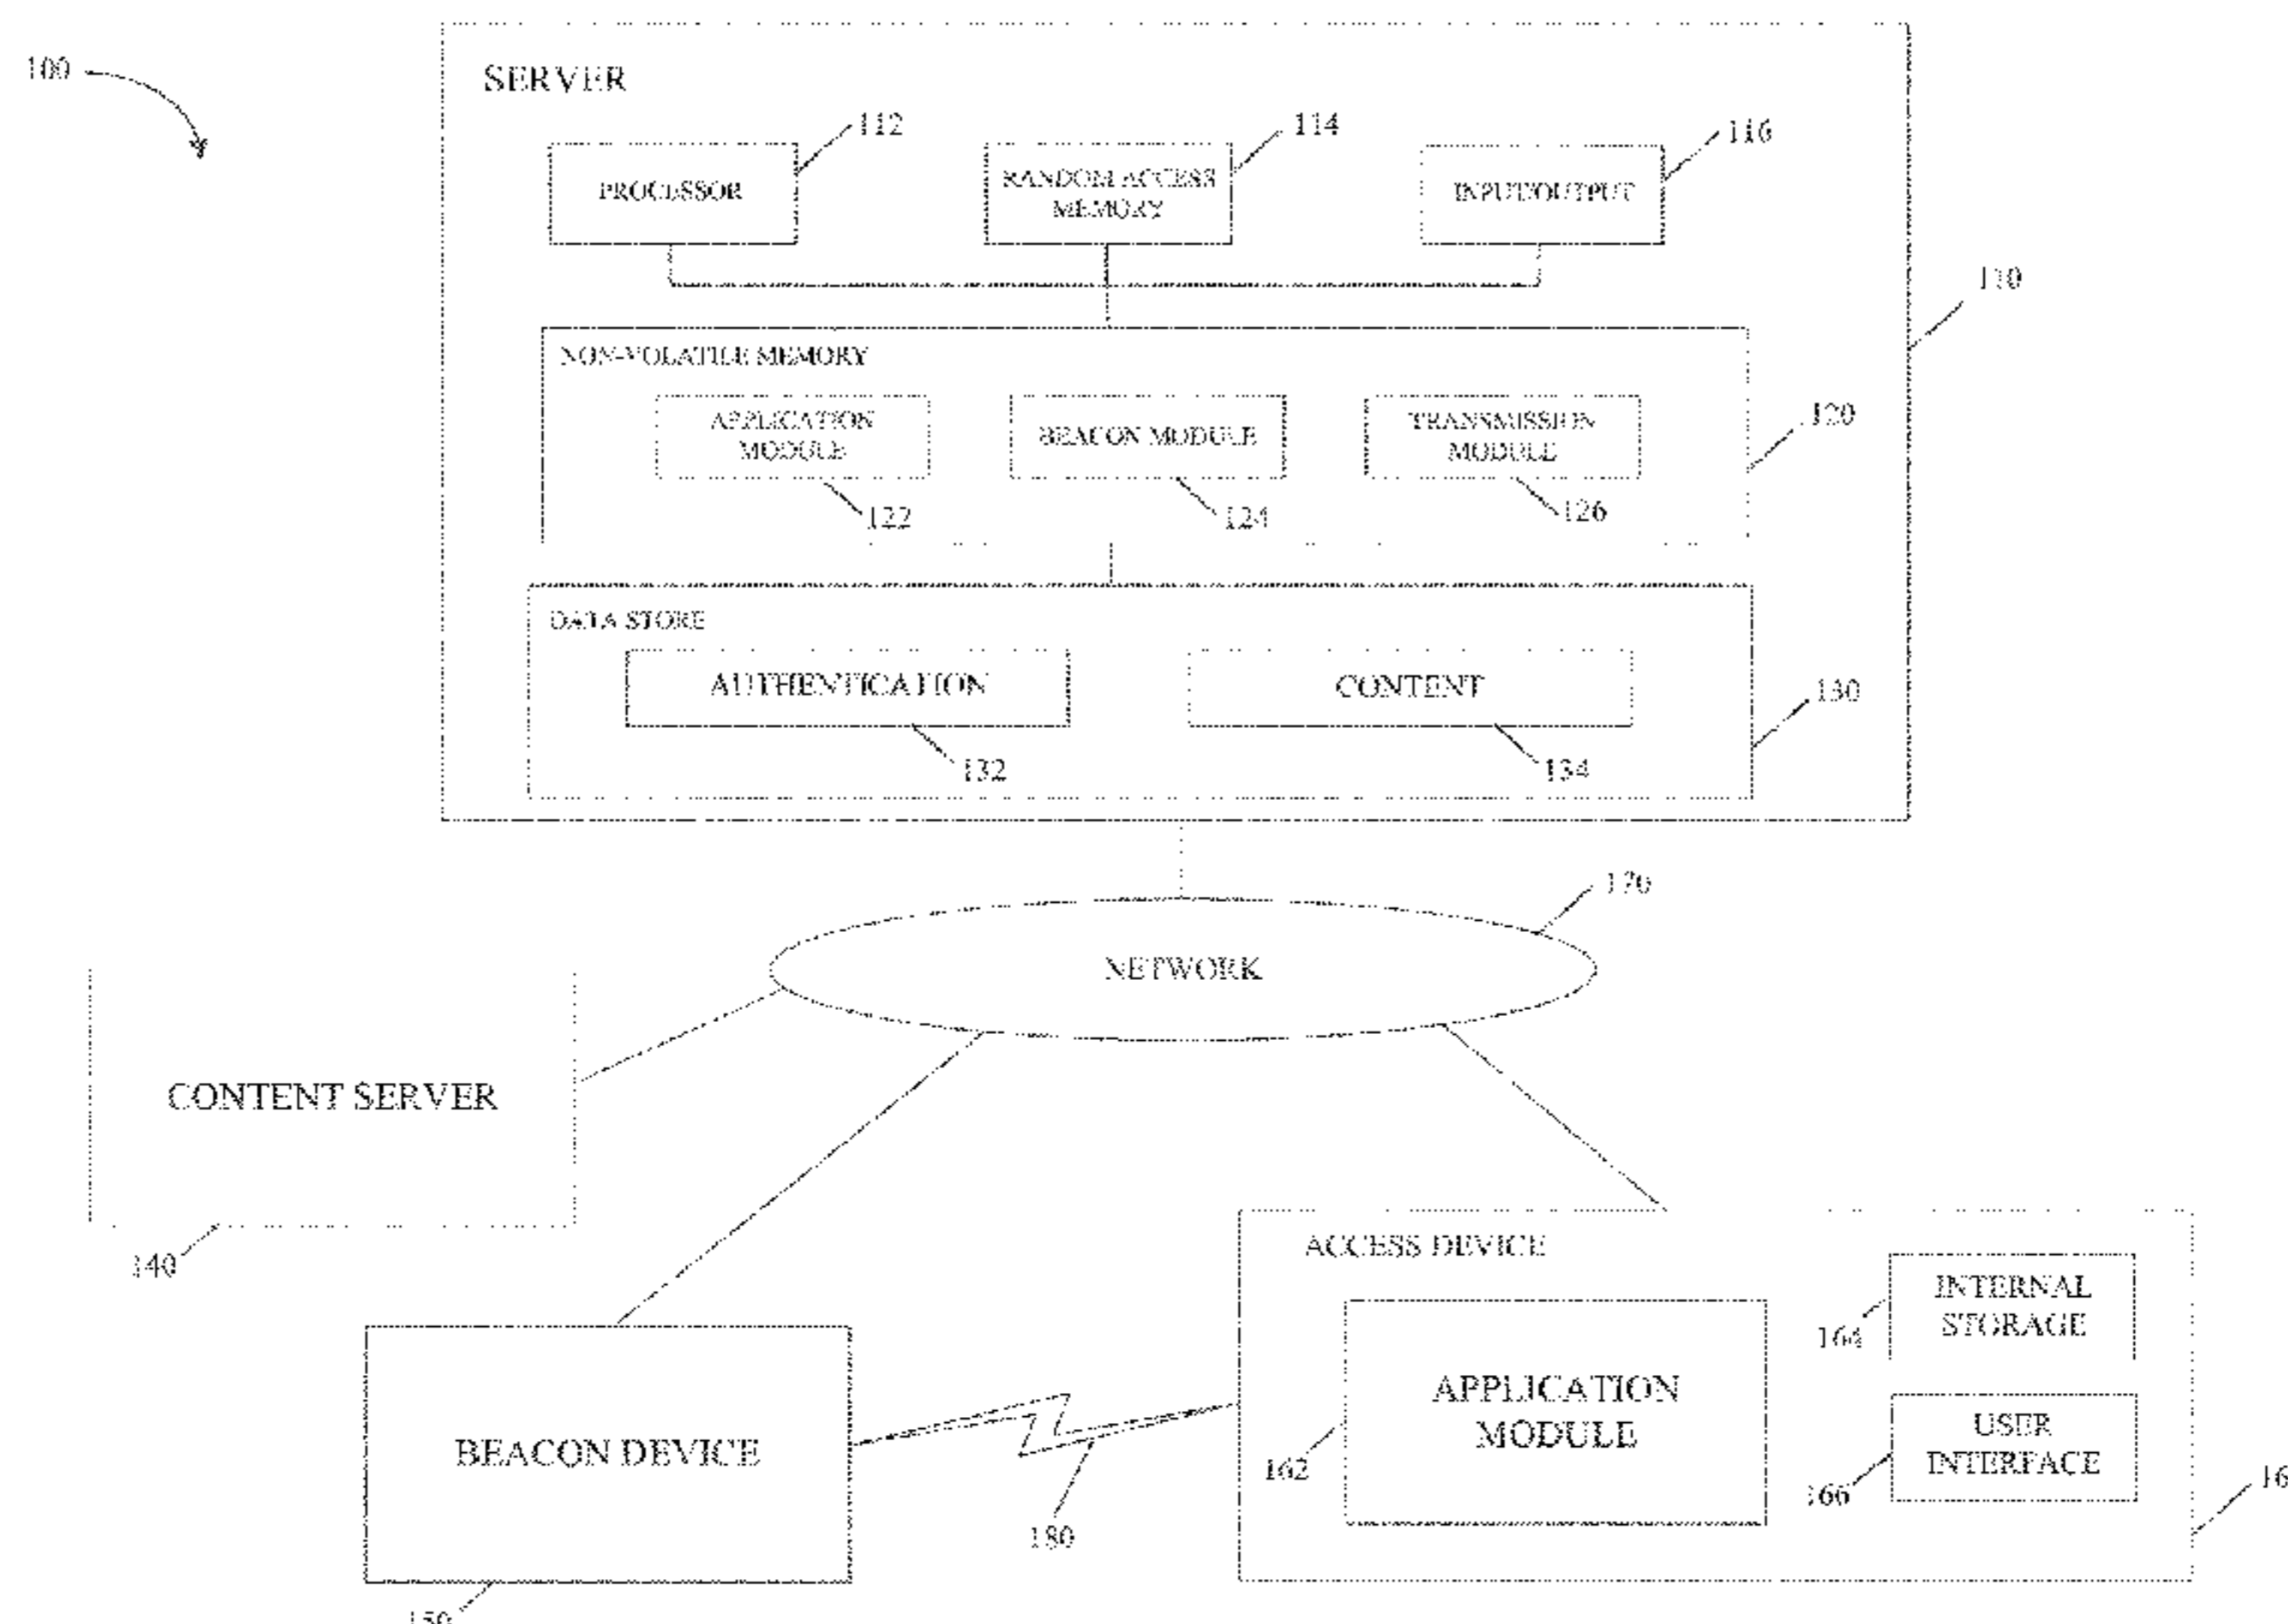 100
SERVER
112
114
116
PROCESSOR
RANDOM ACCESS
MEMORY
INPUT/OUTPUT
110
NON-VOLATILE MEMORY
APPLICATION
MODULE
BEACON MODULE
TRANSMISSION
MODULE
120
122
124
126
DATA STORE
AUTHENTICATION
CONTENT
130
132
134
170
NETWORK
CONTENT SERVER
140
ACCESS DEVICE
INTERNAL
STORAGE
164
APPLICATION
MODULE
USER
INTERFACE
BEACON DEVICE
162
166
16
180
150